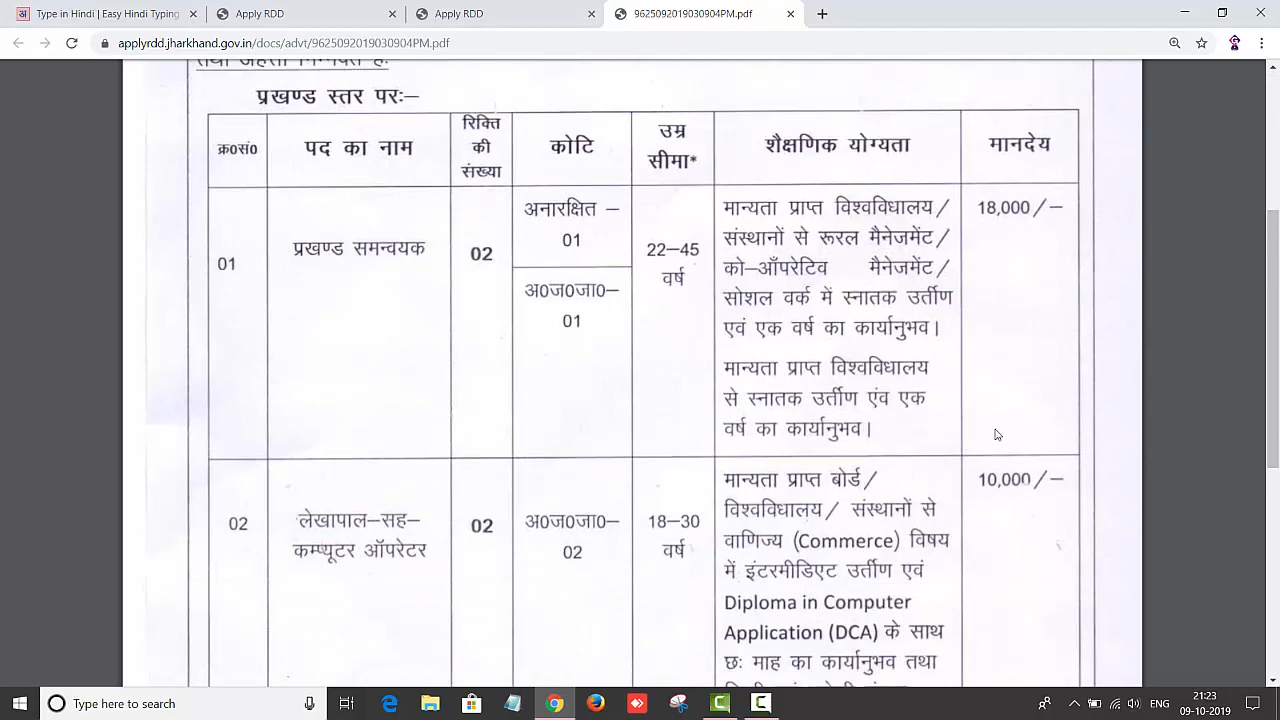 Type in Hindi | Easy Hindi Typing
Apply RDD
Apply RDD
9625092019030904PM.pdf
applyrdd.jharkhand.gov.in/docs/advt/9625092019030904PM.pdf
तथा अर्हता निम्नवत है:
प्रखण्ड स्तर परः–
क्र0सं0
पद का नाम
रिक्ति
की
संख्या
कोटि
उम्र
सीमा*
शैक्षणिक योग्यता
मानदेय
01
प्रखण्ड समन्वयक
02
अनारक्षित –
01
अ0ज0जा0–
01
22–45
वर्ष
मान्यता प्राप्त विश्वविधालय/
संस्थानों से रूरल मैनेजमेंट/
को–ऑपरेटिव मैनेजमेंट/
सोशल वर्क में स्नातक उर्तीण
एवं एक वर्ष का कार्यानुभव।
मान्यता प्राप्त विश्वविधालय
से स्नातक उर्तीण एंव एक
वर्ष का कार्यानुभव।
18,000/–
02
लेखापाल–सह–
कम्प्यूटर ऑपरेटर
02
अ0ज0जा0–
02
18–30
वर्ष
मान्यता प्राप्त बोर्ड/
विश्वविधालय/ संस्थानों से
वाणिज्य (Commerce) विषय
में इंटरमीडिएट उर्तीण एवं
Diploma in Computer
Application (DCA) के साथ
छः माह का कार्यानुभव तथा
10,000/–
Type here to search
ENG
21:23
09-10-2019